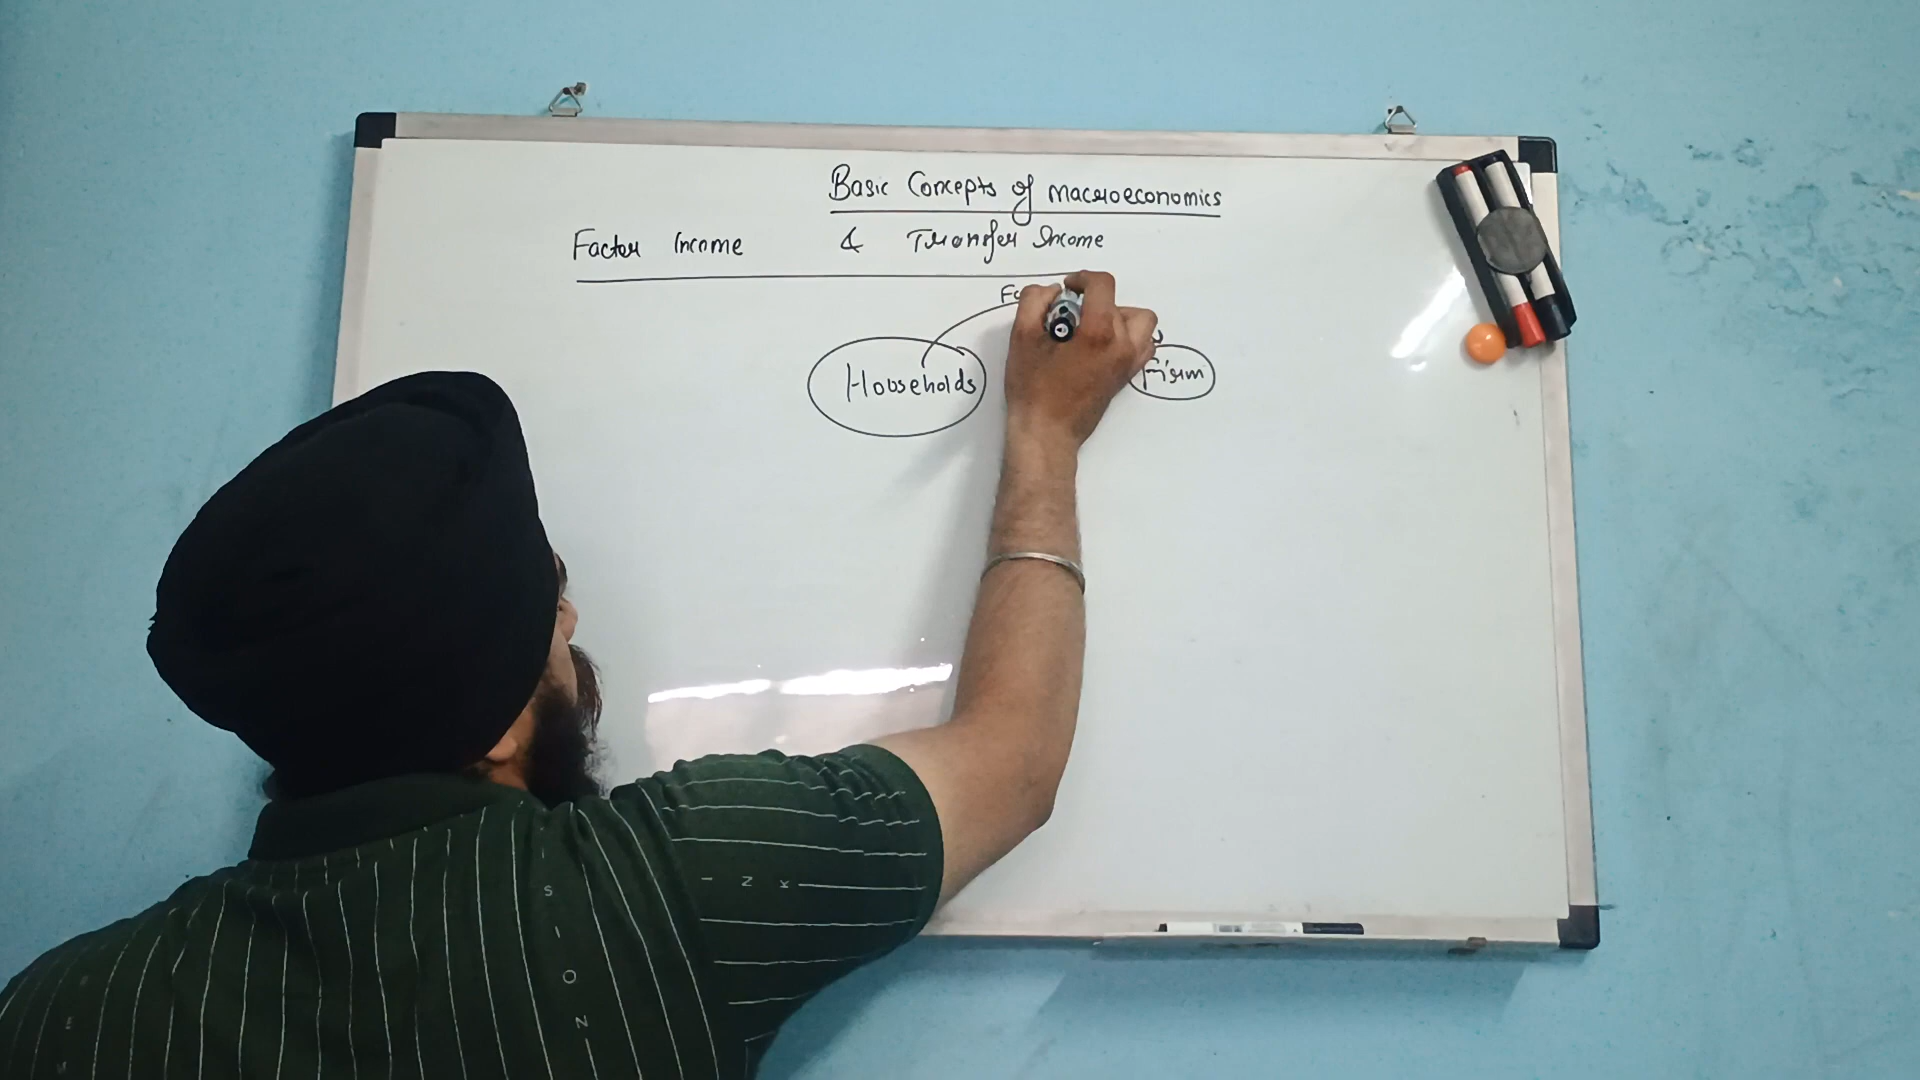 Basic Concepts of macroeconomics
Factor Income & Transfer Income
Households
Firm